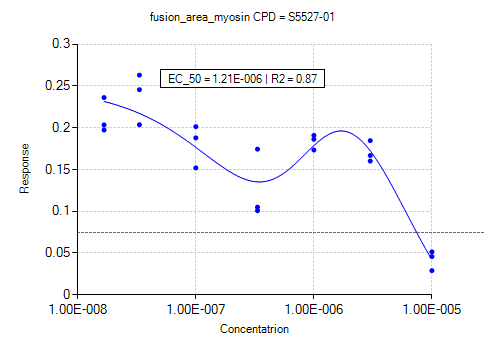 fusion_area_myosin CPD = S5527-01
0.3
EC_50 = 1.21E-006 | R2 = 0.87
0.25
0.2
Response
0.15
0.1
0.05
0
1.00E-008 1.00E-007 1.00E-006 1.00E-005
Concentatrion